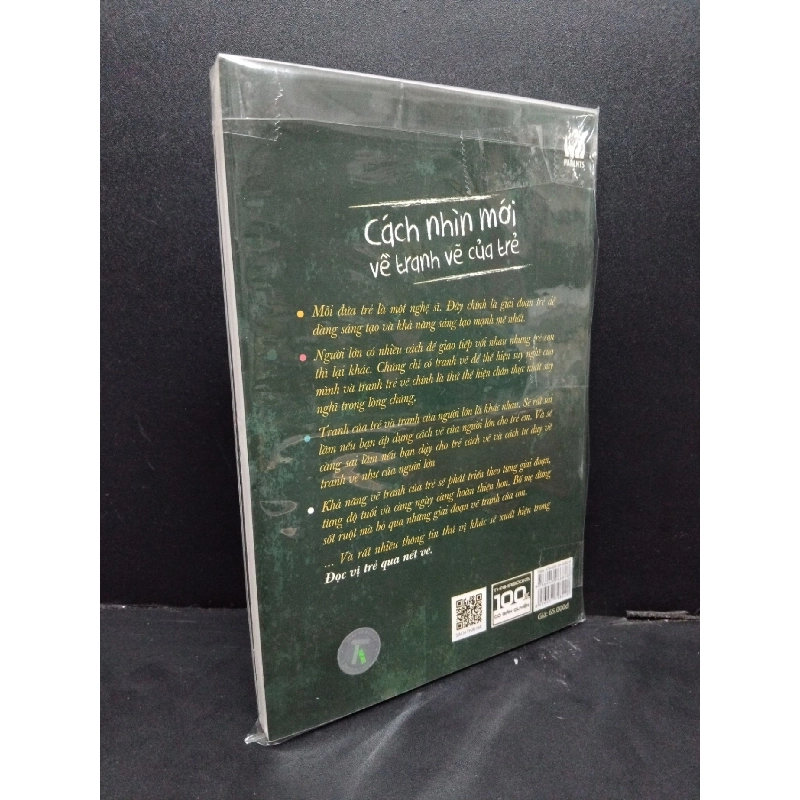 PARENTS
Cách nhìn mới
về tranh vẽ của trẻ
Mỗi đứa trẻ là một nghệ sĩ. Đây chính là giai đoạn trẻ dễ
dàng sáng tạo và khả năng sáng tạo mạnh mẽ nhất.
Người lớn có nhiều cách để giao tiếp với nhau nhưng trẻ con
thì lại khác. Chúng chỉ có tranh vẽ để thể hiện suy nghĩ của
mình và tranh trẻ vẽ chính là thứ thể hiện chân thực nhất suy
nghĩ trong lòng chúng.
Tranh của trẻ và tranh của người lớn là khác nhau. Sẽ rất sai
lầm nếu bạn áp dụng cách vẽ của người lớn cho trẻ em. Và sẽ
càng sai lầm nếu bạn dạy cho trẻ cách vẽ và cách tư duy về
tranh vẽ như của người lớn
Khả năng vẽ tranh của trẻ sẽ phát triển theo từng giai đoạn,
từng độ tuổi và càng ngày càng hoàn thiện hơn. Bố mẹ đừng
sốt ruột mà bỏ qua những giai đoạn vẽ tranh của con.
... Và rất nhiều thông tin thú vị khác sẽ xuất hiện trong
Đọc vị trẻ qua nét vẽ.
100%
CÓ BẢN QUYỀN
Giá: 65.000đ